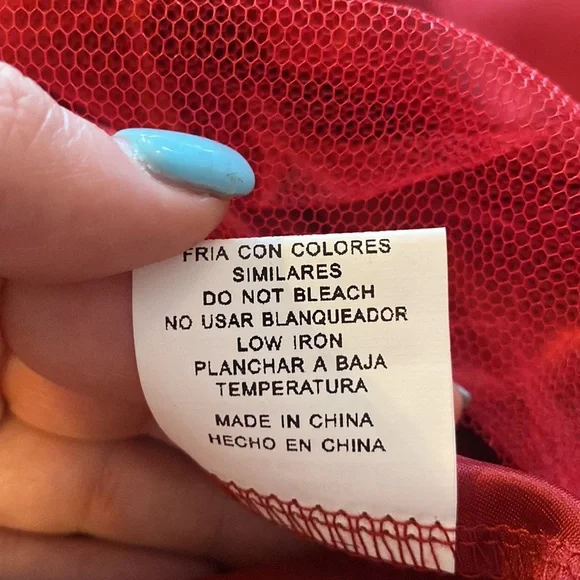 FRIA CON COLORES
SIMILARES
DO NOT BLEACH
NO USAR BLANQUEADOR
LOW IRON
PLANCHAR A BAJA
TEMPERATURA
MADE IN CHINA
HECHO EN CHINA